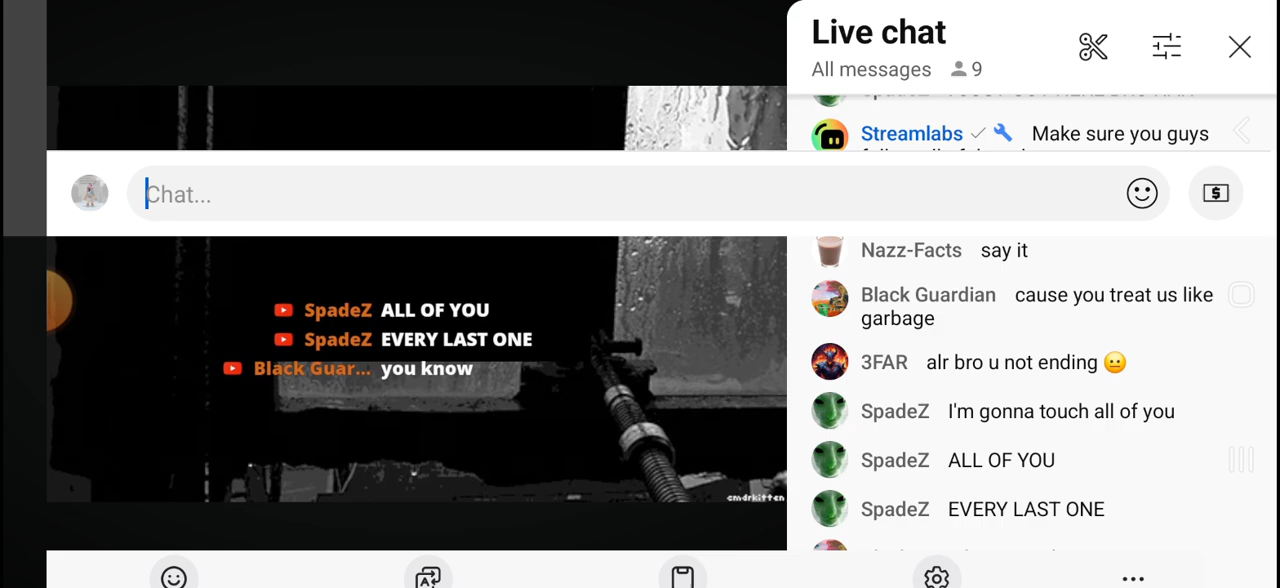 Live chat
All messages 9
Streamlabs Make sure you guys
Chat...
Nazz-Facts say it
Black Guardian cause you treat us like
garbage
3FAR alr bro u not ending 😐
SpadeZ I'm gonna touch all of you
SpadeZ ALL OF YOU
SpadeZ EVERY LAST ONE
SpadeZ ALL OF YOU
SpadeZ EVERY LAST ONE
Black Guar... you know
cmdrkitten